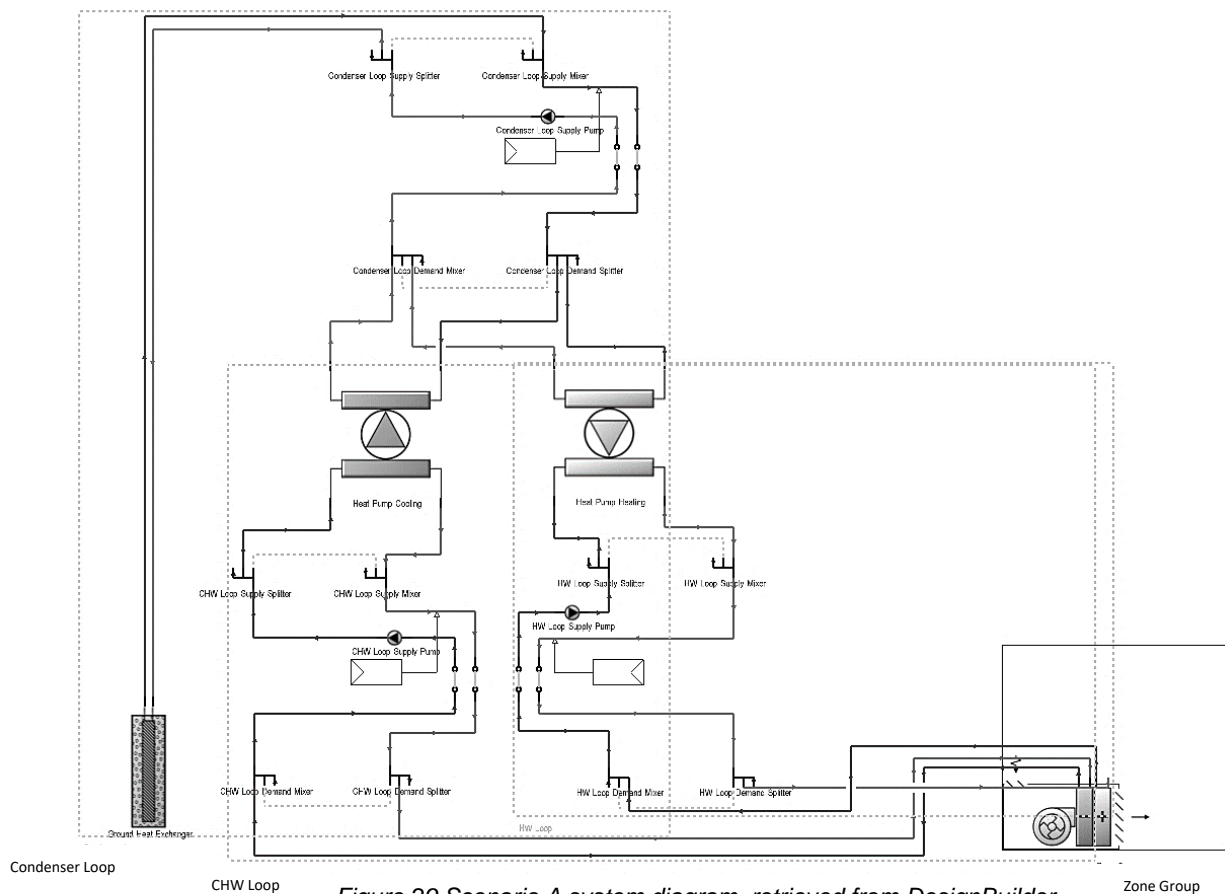 Condenser Loop Supply Splitter
Condenser Loop Supply Mixer
Condenser Loop Supply Pump
Condenser Loop Demand Mixer
Condenser Loop Demand Splitter
Heat Pump Cooling
Heat Pump Heating
CHW Loop Supply Splitter
CHW Loop Supply Mixer
HW Loop Supply Splitter
HW Loop Supply Mixer
HW Loop Supply Pump
CHW Loop Supply Pump
CHW Loop Demand Mixer
CHW Loop Demand Splitter
HW Loop Demand Mixer
HW Loop Demand Splitter
HW Loop
Ground Heat Exchanger
Condenser Loop
CHW Loop
Scenario A system diagram, retrieved from DesignBuilder
Zone Group